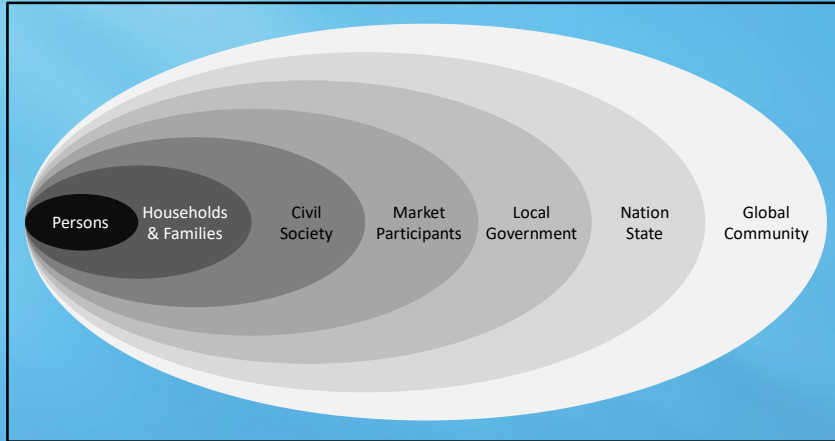 Persons
Households
& Families
Civil
Society
Market
Participants
Local
Government
Nation
State
Global
Community